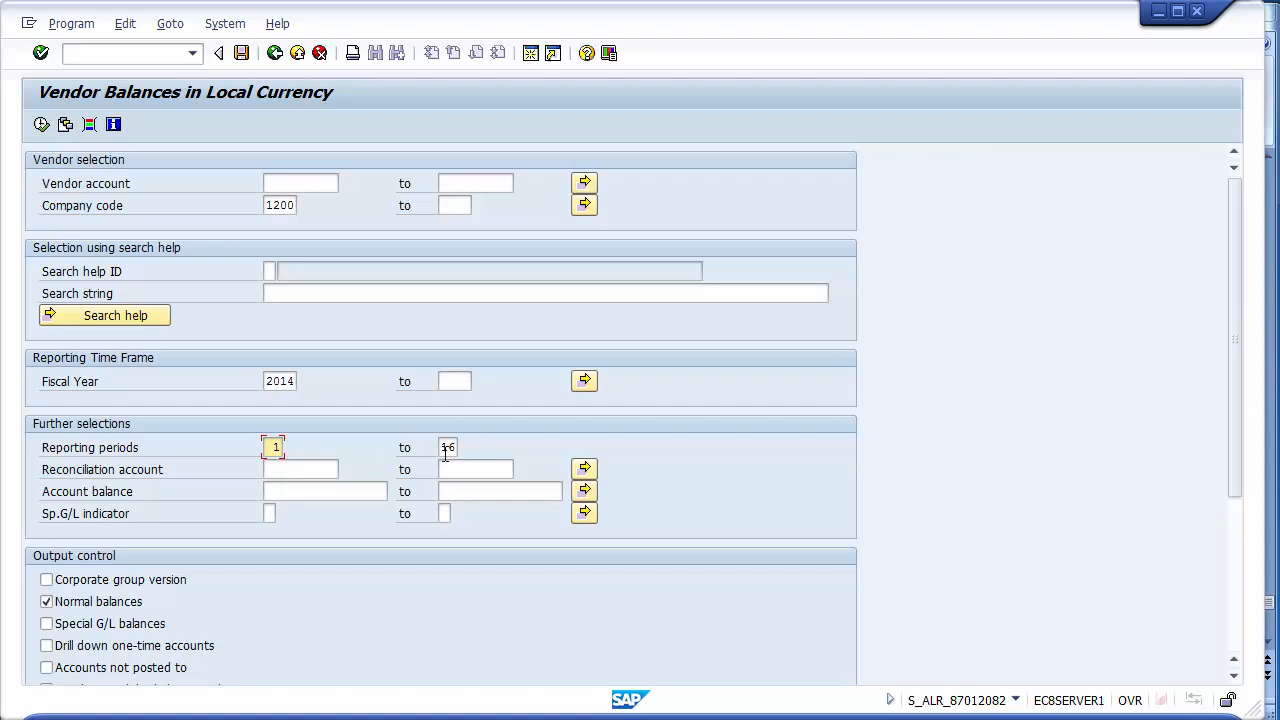 Program Edit Goto System Help
Vendor Balances in Local Currency
Vendor selection
Vendor account to
Company code 1200 to
Selection using search help
Search help ID
Search string
Search help
Reporting Time Frame
Fiscal Year 2014 to
Further selections
Reporting periods 1 to 16
Reconciliation account to
Account balance to
Sp.G/L indicator to
Output control
Corporate group version
Normal balances
Special G/L balances
Drill down one-time accounts
Accounts not posted to
SAP S_ALR_87012082 EC8SERVER1 OVR